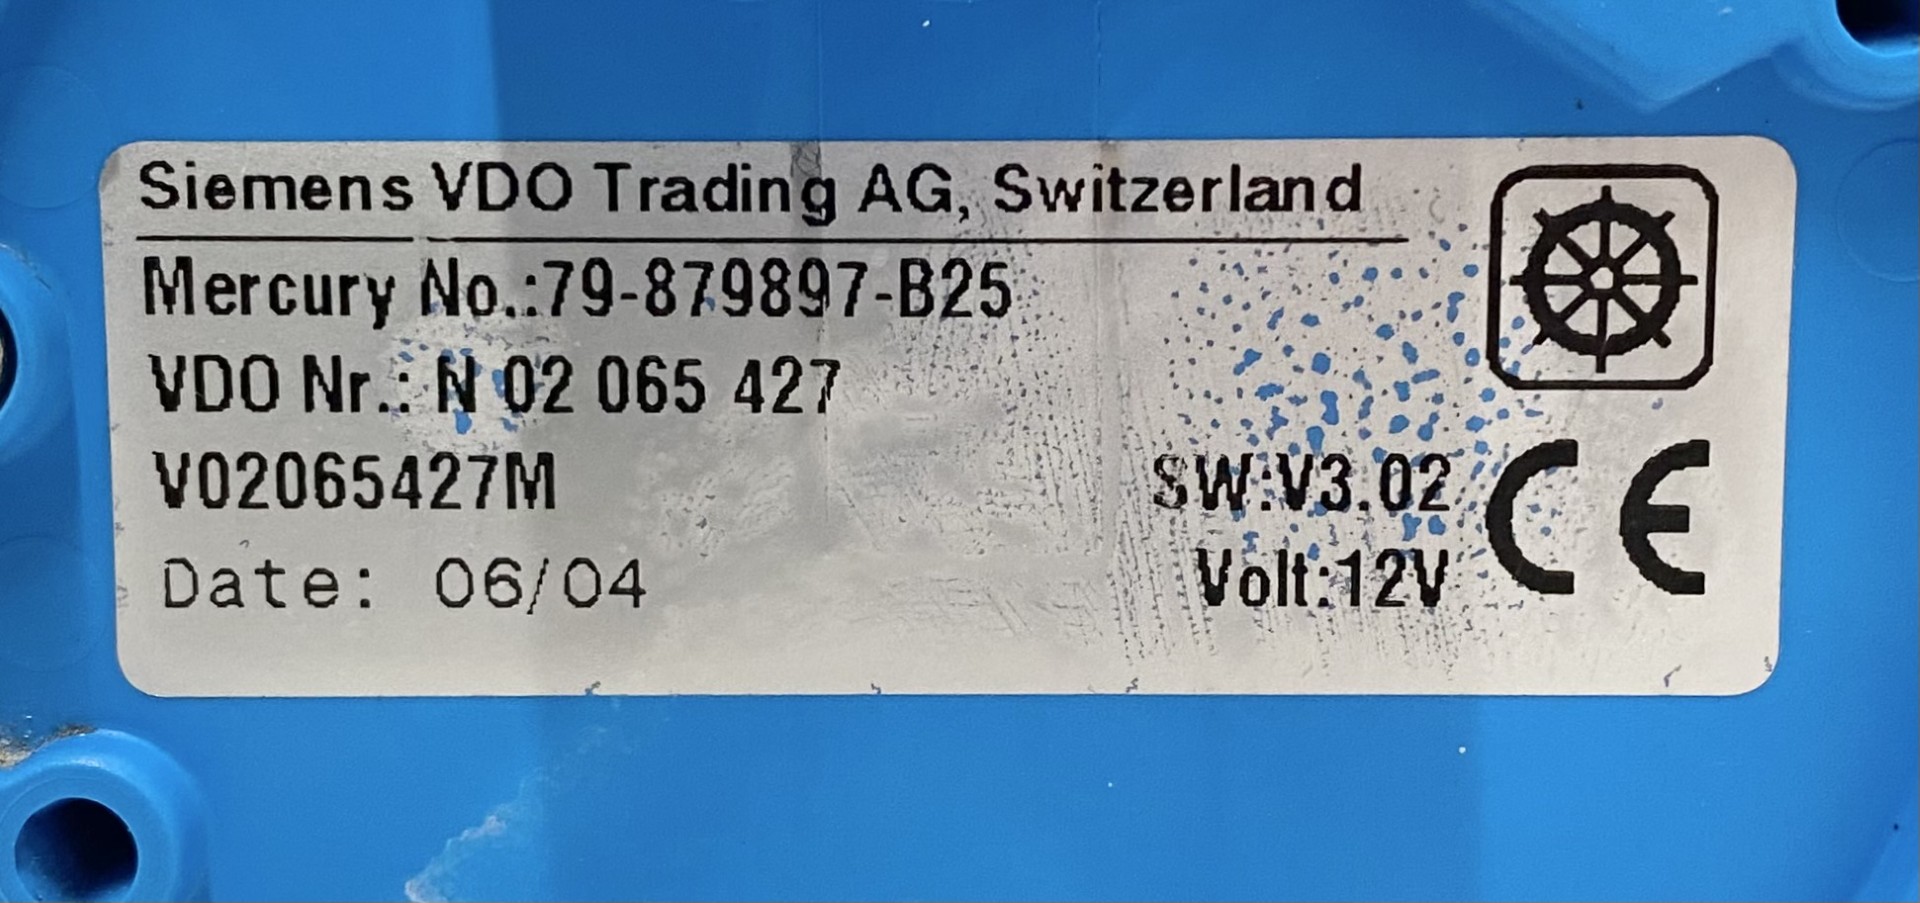 Siemens VDO Trading AG, Switzerland
Mercury No.:79-879897-B25
VDO Nr.: N 02 065 427
V02065427M
SW:V3.02
Date: 06/04
Volt:12V
CE